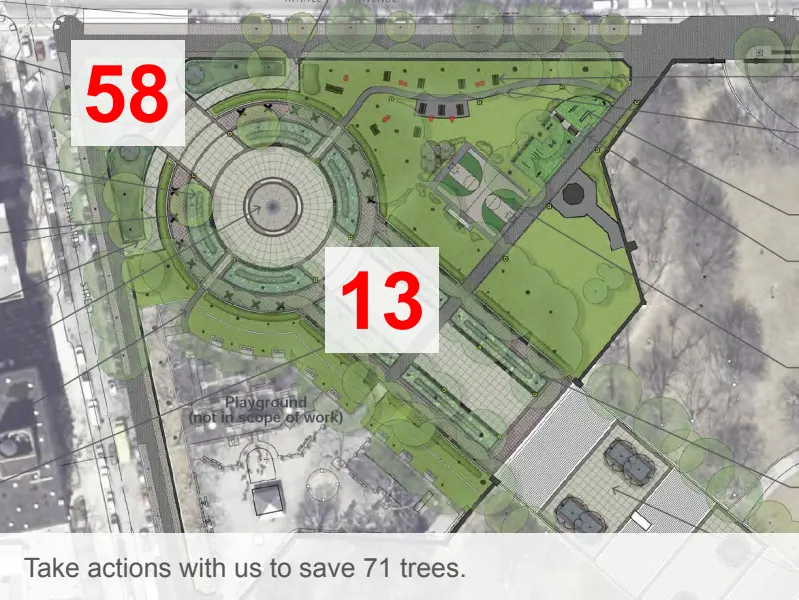 58
13
Playground
(not in scope of work)
Take actions with us to save 71 trees.